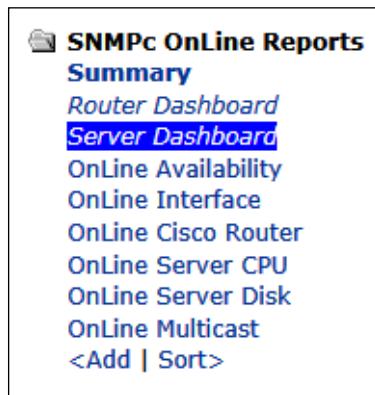 SNMPc OnLine Reports
Summary
Router Dashboard
Server Dashboard
OnLine Availability
OnLine Interface
OnLine Cisco Router
OnLine Server CPU
OnLine Server Disk
OnLine Multicast
<Add | Sort>